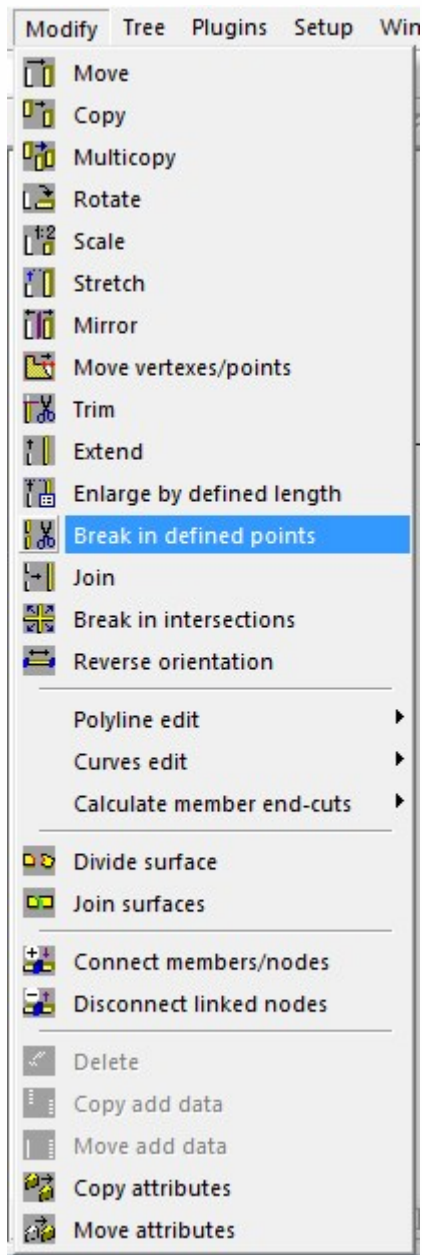 Modify Tree Plugins Setup Win
Move
Copy
Multicopy
Rotate
1:2
Scale
Stretch
Mirror
Move vertexes/points
Trim
Extend
Enlarge by defined length
Break in defined points
Join
Break in intersections
Reverse orientation
Polyline edit
Curves edit
Calculate member end-cuts
Divide surface
Join surfaces
Connect members/nodes
Disconnect linked nodes
Delete
Copy add data
Move add data
Copy attributes
Move attributes